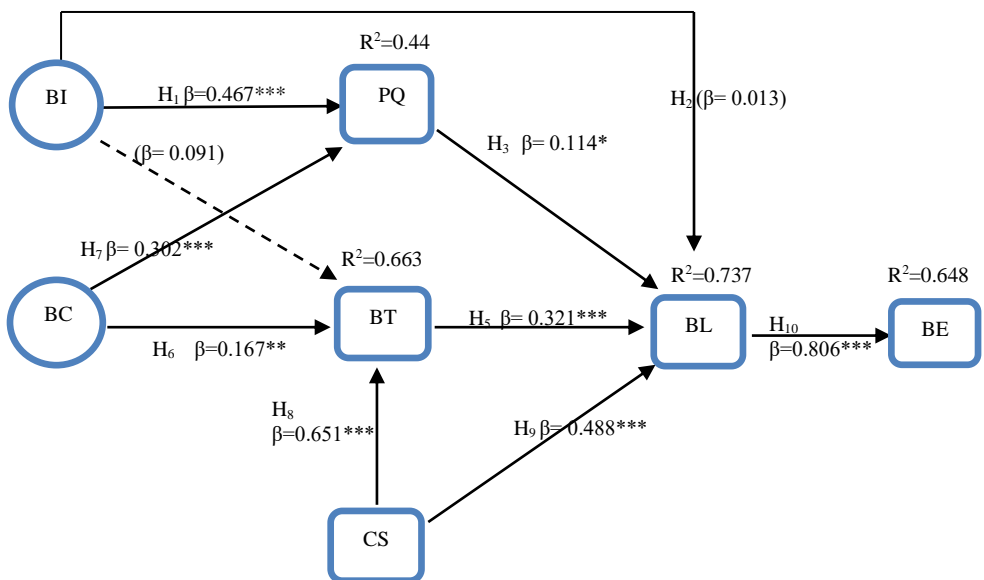 R²=0.44
BI
PQ
H₁ β=0.467***
H₂ (β= 0.013)
H₃ β= 0.114*
(β= 0.091)
H₇ β= 0.302***
R²=0.663
R²=0.737
R²=0.648
BC
BT
H₅ β= 0.321***
BL
H₁₀
β=0.806***
BE
H₆ β=0.167**
H₈
β=0.651***
H₉ β= 0.488***
CS